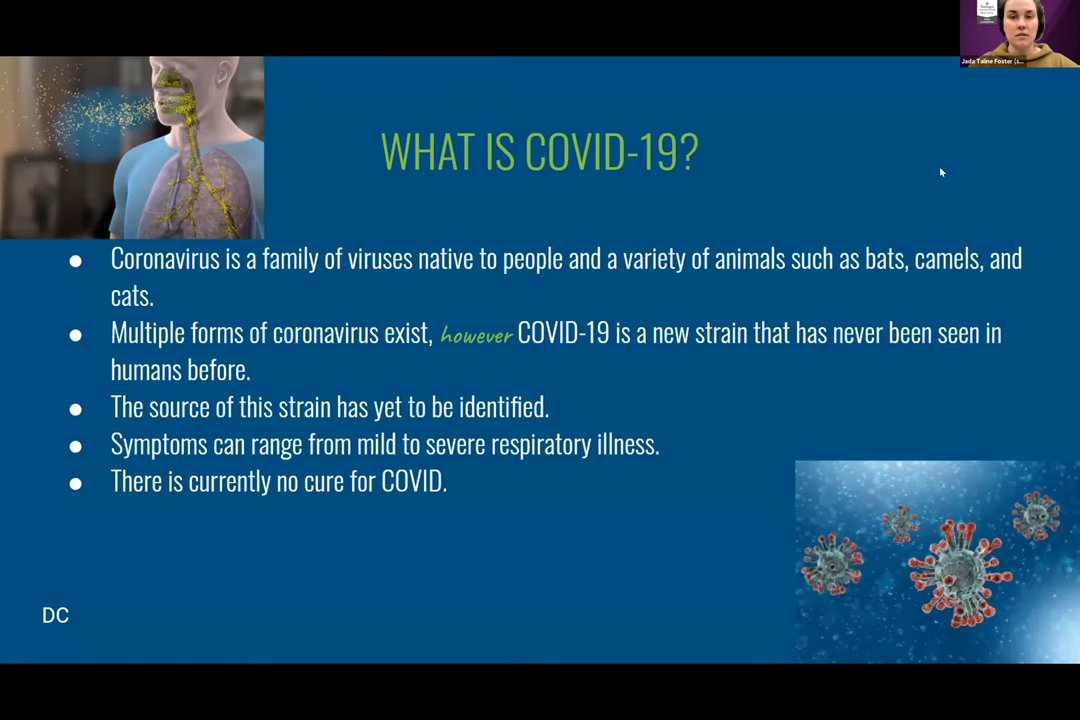 Jada Taline Foster (s...
WHAT IS COVID-19?
● Coronavirus is a family of viruses native to people and a variety of animals such as bats, camels, and
cats.
● Multiple forms of coronavirus exist, however COVID-19 is a new strain that has never been seen in
humans before.
● The source of this strain has yet to be identified.
● Symptoms can range from mild to severe respiratory illness.
● There is currently no cure for COVID.
DC